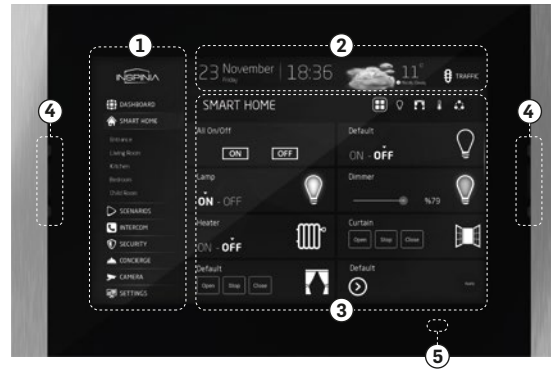 1
2
INSPINIA
23 November 18:36 11°
Friday
TRAFFIC
DASHBOARD
SMART HOME
Entrance
Living Room
Kitchen
Bedroom
Child Room
SCENARIOS
INTERCOM
SECURITY
CONCIERGE
CAMERA
SETTINGS
SMART HOME
All On/Off
ON OFF
Default
ON - OFF
Lamp
ON - OFF
Dimmer
%79
Heater
ON - OFF
Curtain
Open Stop Close
Default
Open Stop Close
Default
4
4
3
5